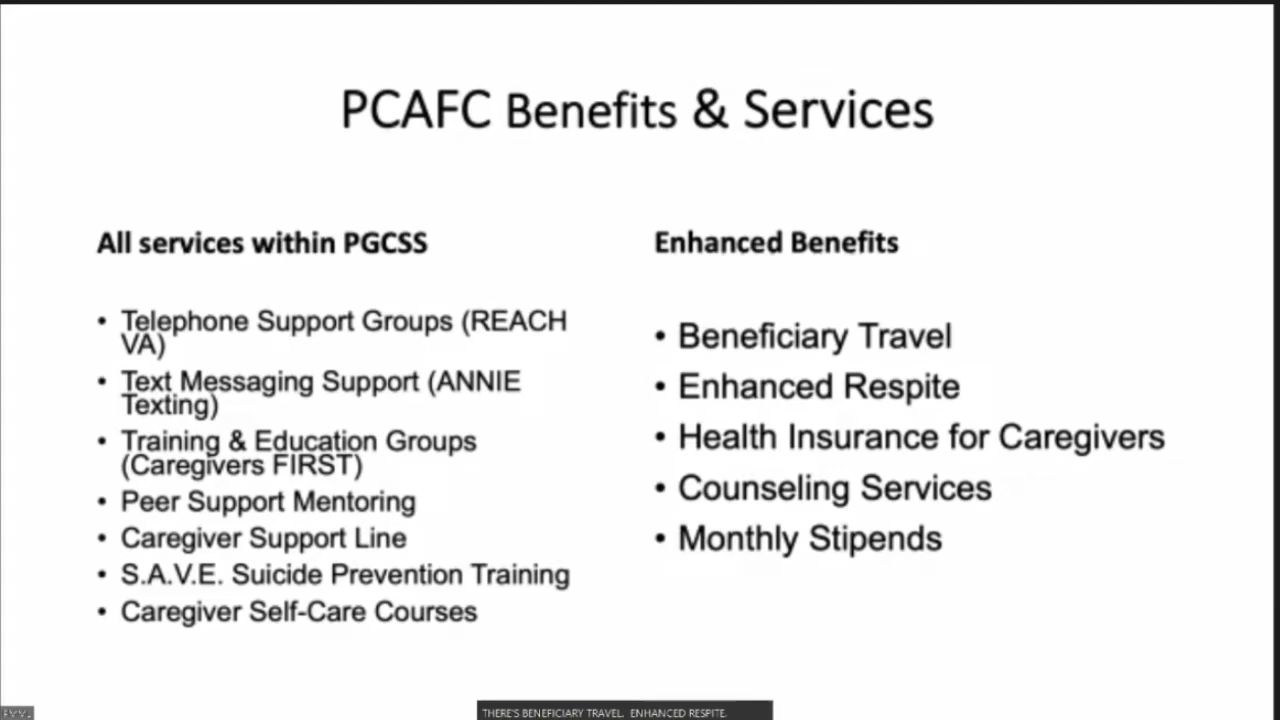 PCAFC Benefits & Services
All services within PGCSS
• Telephone Support Groups (REACH
VA)
• Text Messaging Support (ANNIE
Texting)
• Training & Education Groups
(Caregivers FIRST)
• Peer Support Mentoring
• Caregiver Support Line
• S.A.V.E. Suicide Prevention Training
• Caregiver Self-Care Courses
Enhanced Benefits
• Beneficiary Travel
• Enhanced Respite
• Health Insurance for Caregivers
• Counseling Services
• Monthly Stipends
THERE'S BENEFICIARY TRAVEL. ENHANCED RESPITE.